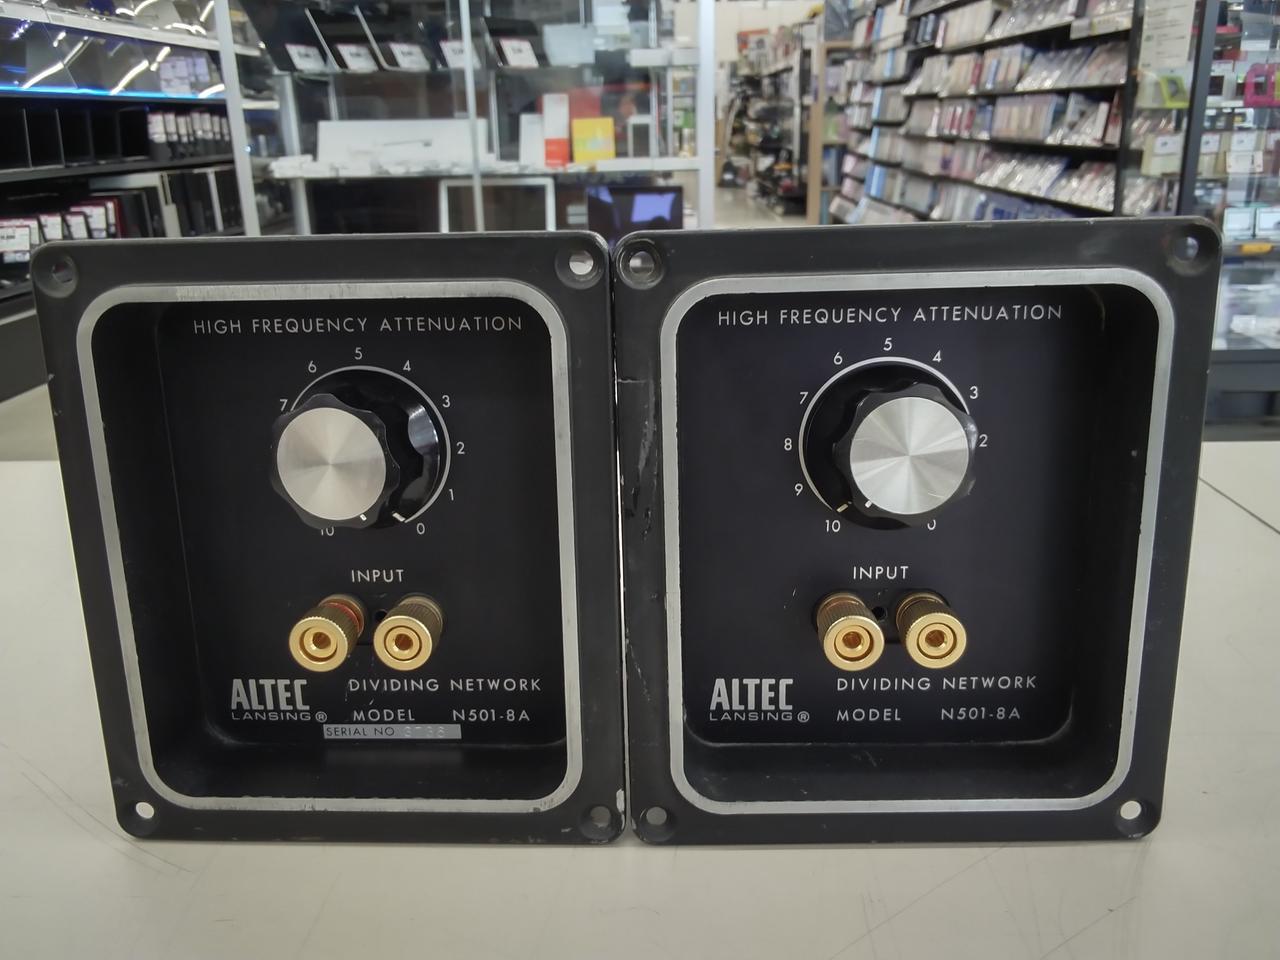 HIGH FREQUENCY ATTENUATION
5
6
4
7
3
2
1
10
0
INPUT
ALTEC
LANSING®
DIVIDING NETWORK
MODEL N501-8A
SERIAL NO
HIGH FREQUENCY ATTENUATION
5
6
4
7
3
8
2
9
10
0
INPUT
ALTEC
LANSING®
DIVIDING NETWORK
MODEL N501-8A